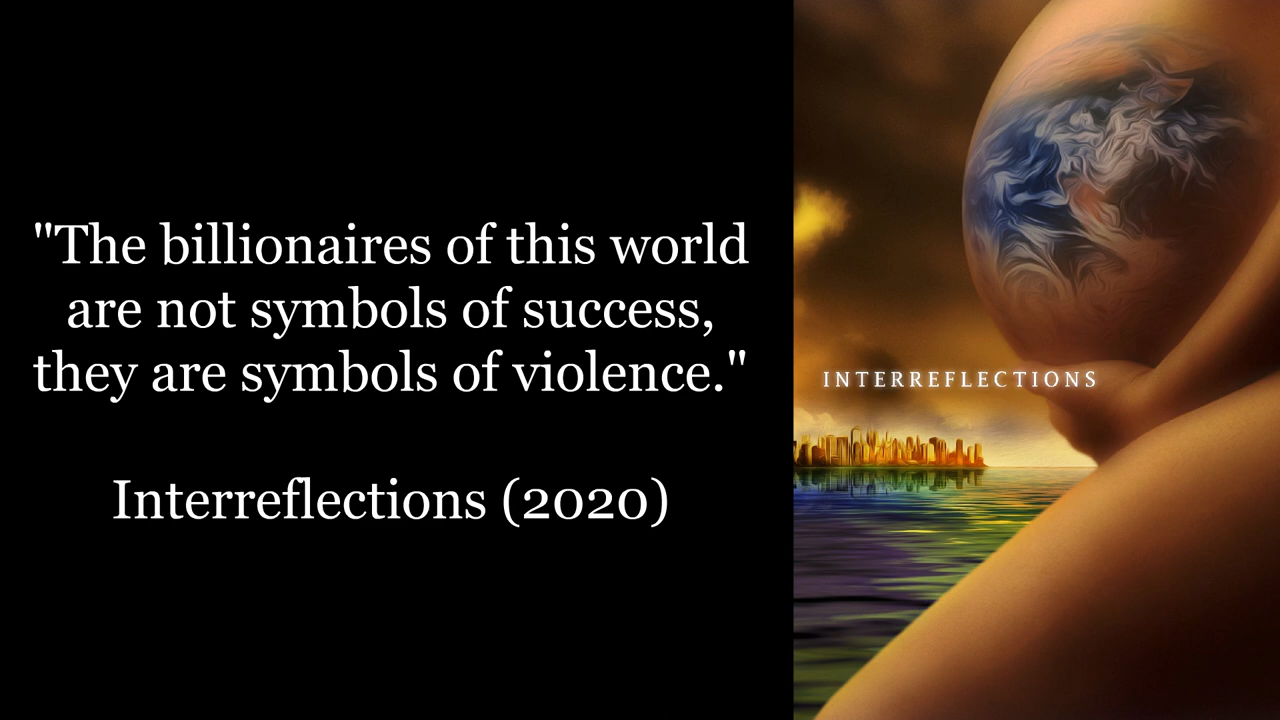 "The billionaires of this world
are not symbols of success,
they are symbols of violence."
Interreflections (2020)
INTERREFLECTIONS